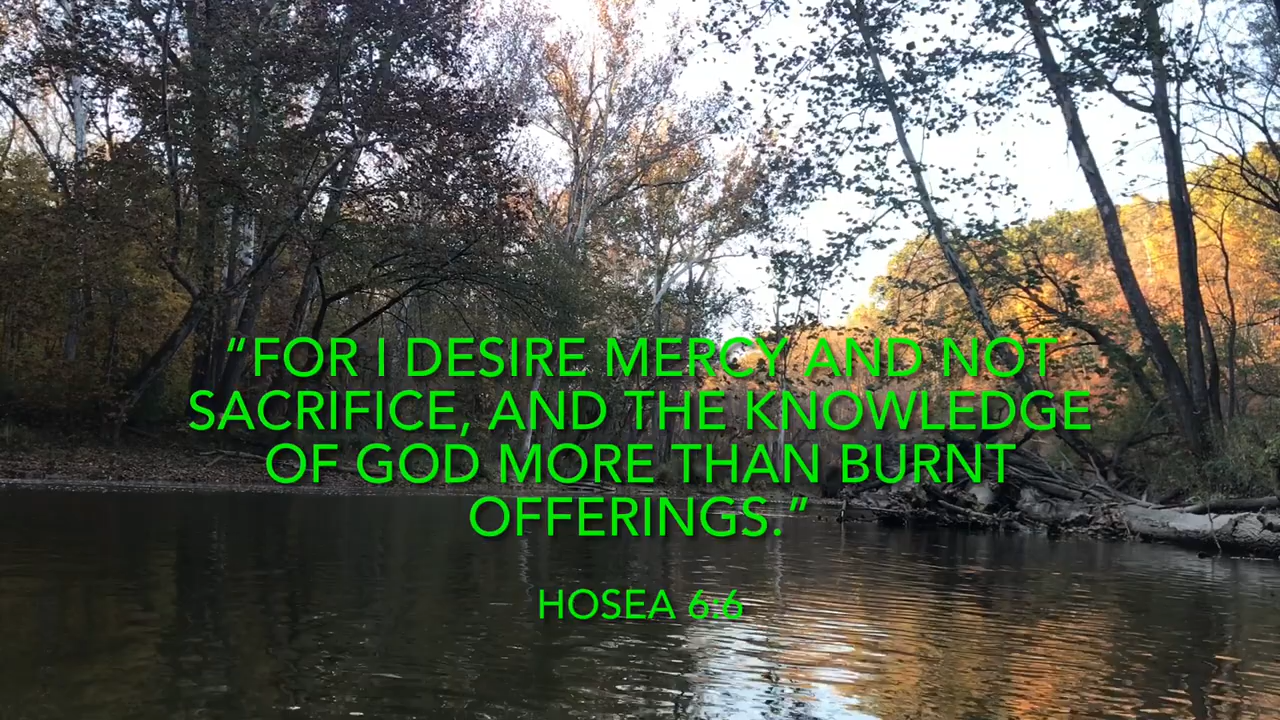 “FOR I DESIRE MERCY AND NOT
SACRIFICE, AND THE KNOWLEDGE
OF GOD MORE THAN BURNT
OFFERINGS.”
HOSEA 6:6